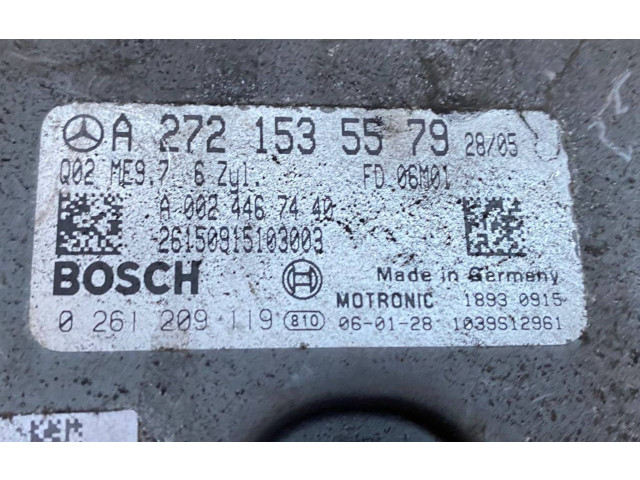 A 272 153 55 79 28/05
Q02 ME9.7 6 Zyl. FD 06M01
A 002 446 74 40
26150915103003
BOSCH Made in Germany
MOTRONIC 1893 0915
0 261 209 119 810 06-01-28 1039S12961